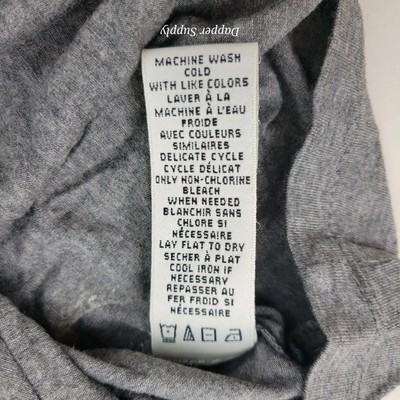 Dapper Supply
MACHINE WASH
COLD
WITH LIKE COLORS
LAVER À LA
MACHINE À L'EAU
FROIDE
AVEC COULEURS
SIMILAIRES
DELICATE CYCLE
CYCLE DÉLICAT
ONLY NON-CHLORINE
BLEACH
WHEN NEEDED
BLANCHIR SANS
CHLORE SI
NÉCESSAIRE
LAY FLAT TO DRY
SECHER À PLAT
COOL IRON IF
NECESSARY
REPASSER AU
FER FROID SI
NÉCESSAIRE